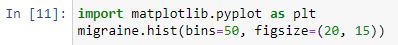 In [11]: import matplotlib.pyplot as plt
migraine.hist(bins=50, figsize=(20, 15))